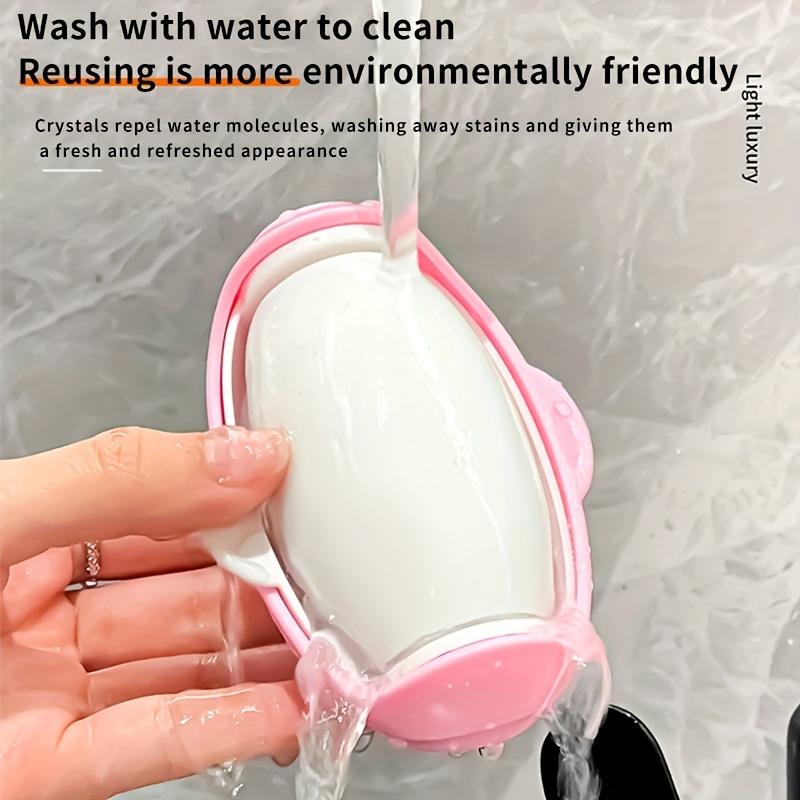 Wash with water to clean
Reusing is more environmentally friendly
Light luxury
Crystals repel water molecules, washing away stains and giving them
a fresh and refreshed appearance